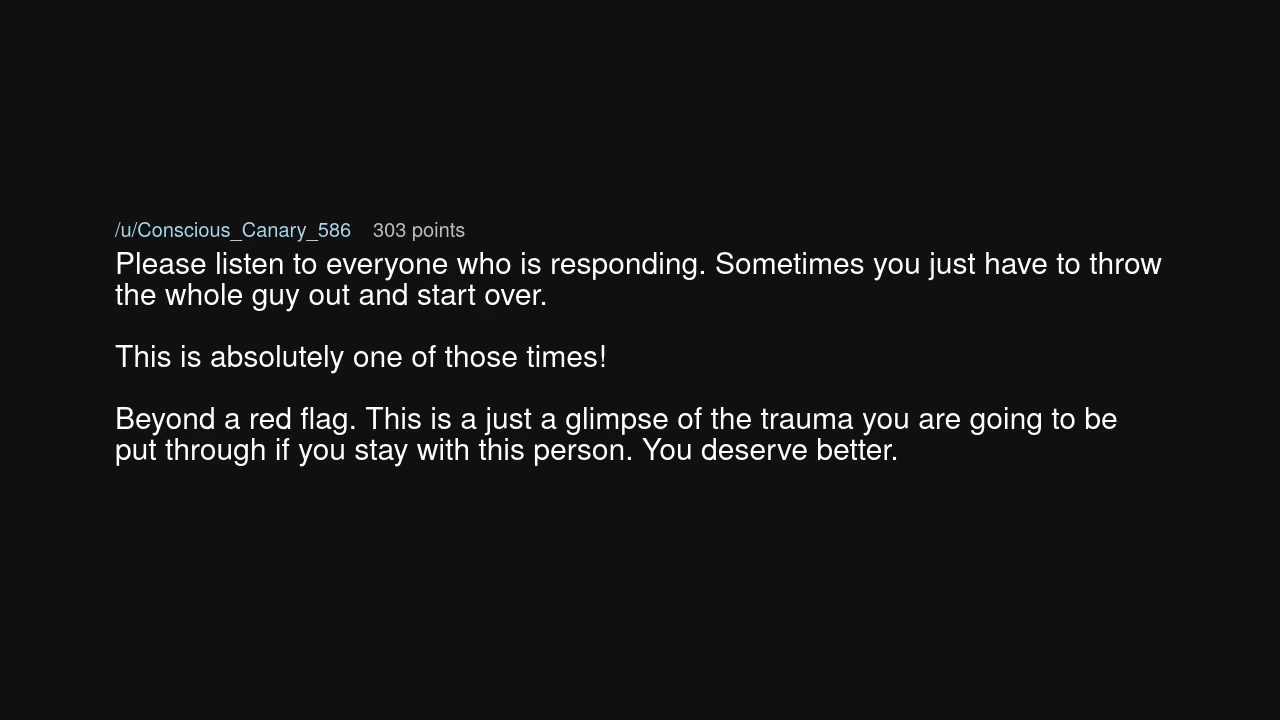 /u/Conscious_Canary_586 303 points
Please listen to everyone who is responding. Sometimes you just have to throw
the whole guy out and start over.
This is absolutely one of those times!
Beyond a red flag. This is a just a glimpse of the trauma you are going to be
put through if you stay with this person. You deserve better.